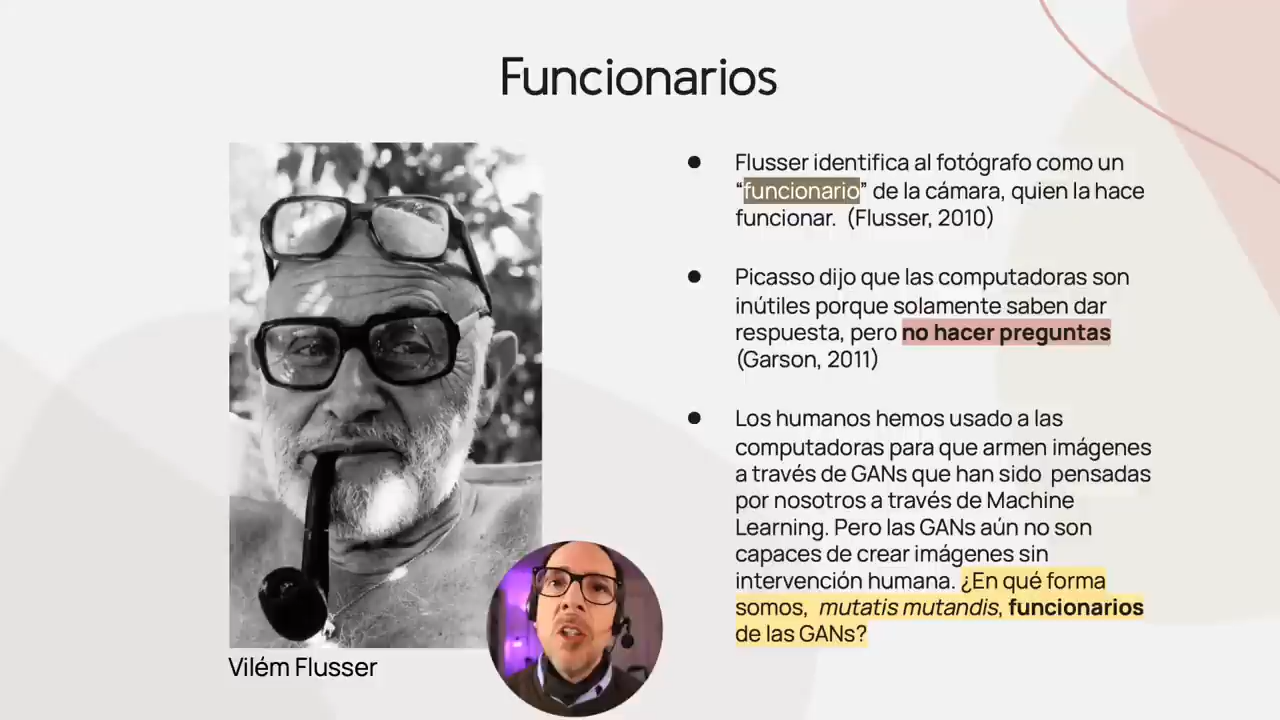 Funcionarios
Flusser identifica al fotógrafo como un
“funcionario” de la cámara, quien la hace
funcionar. (Flusser, 2010)
Picasso dijo que las computadoras son
inútiles porque solamente saben dar
respuesta, pero no hacer preguntas
(Garson, 2011)
Los humanos hemos usado a las
computadoras para que armen imágenes
a través de GANs que han sido pensadas
por nosotros a través de Machine
Learning. Pero las GANs aún no son
capaces de crear imágenes sin
intervención humana. ¿En qué forma
somos, mutatis mutandis, funcionarios
de las GANs?
Vilém Flusser